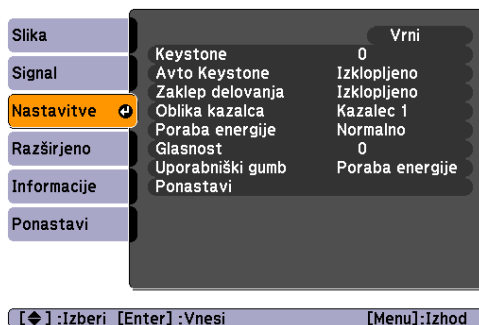 Slika
Signal
Nastavitve
Razširjeno
Informacije
Ponastavi
Vrni
Keystone 0
Avto Keystone Izklopljeno
Zaklep delovanja Izklopljeno
Oblika kazalca Kazalec 1
Poraba energije Normalno
Glasnost 0
Uporabniški gumb Poraba energije
Ponastavi
[◆] :Izberi [Enter] :Vnesi [Menu]:Izhod